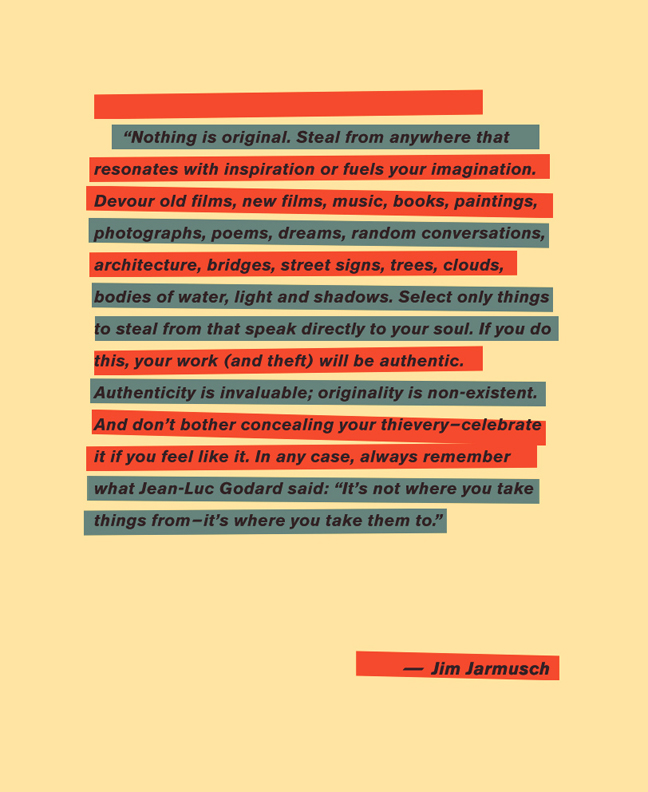 “Nothing is original. Steal from anywhere that
resonates with inspiration or fuels your imagination.
Devour old films, new films, music, books, paintings,
photographs, poems, dreams, random conversations,
architecture, bridges, street signs, trees, clouds,
bodies of water, light and shadows. Select only things
to steal from that speak directly to your soul. If you do
this, your work (and theft) will be authentic.
Authenticity is invaluable; originality is non-existent.
And don’t bother concealing your thievery–celebrate
it if you feel like it. In any case, always remember
what Jean-Luc Godard said: “It’s not where you take
things from–it’s where you take them to.”
— Jim Jarmusch